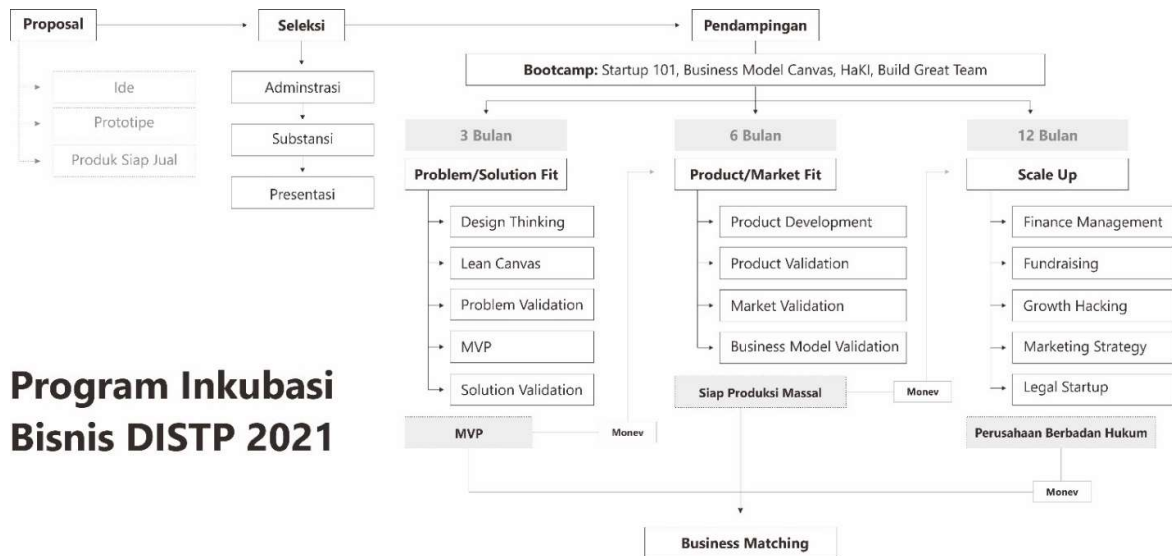 Proposal
Seleksi
Pendampingan
Bootcamp: Startup 101, Business Model Canvas, HaKI, Build Great Team
Ide
Prototipe
Produk Siap Jual
Adminstrasi
Substansi
Presentasi
3 Bulan
Problem/Solution Fit
Design Thinking
Lean Canvas
Problem Validation
MVP
Solution Validation
MVP
Monev
6 Bulan
Product/Market Fit
Product Development
Product Validation
Market Validation
Business Model Validation
Siap Produksi Massal
Monev
12 Bulan
Scale Up
Finance Management
Fundraising
Growth Hacking
Marketing Strategy
Legal Startup
Perusahaan Berbadan Hukum
Monev
Business Matching
Program Inkubasi
Bisnis DISTP 2021